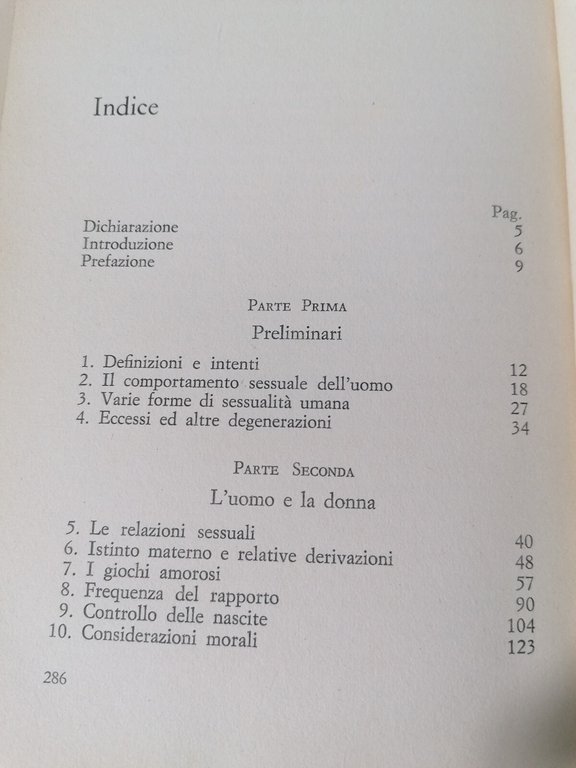 Indice
Pag.
Dichiarazione 5
Introduzione 6
Prefazione 9
Parte Prima
Preliminari
1. Definizioni e intenti 12
2. Il comportamento sessuale dell'uomo 18
3. Varie forme di sessualità umana 27
4. Eccessi ed altre degenerazioni 34
Parte Seconda
L'uomo e la donna
5. Le relazioni sessuali 40
6. Istinto materno e relative derivazioni 48
7. I giochi amorosi 57
8. Frequenza del rapporto 90
9. Controllo delle nascite 104
10. Considerazioni morali 123
286